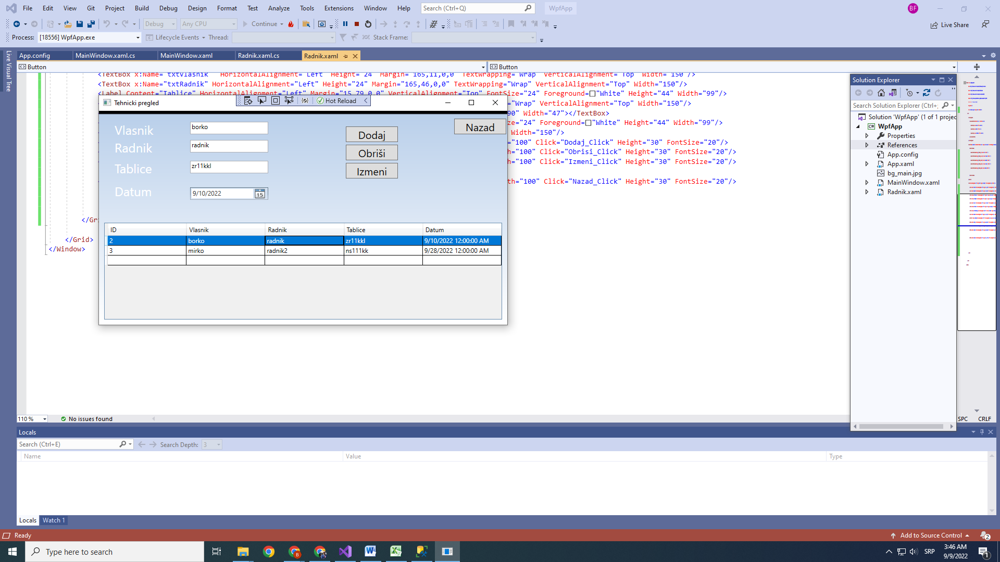 File Edit View Git Project Build Debug Design Format Test Analyze Tools Extensions Window Help Search (Ctrl+Q) WpfApp BF
Debug Any CPU Continue Live Share
Process: [18556] WpfApp.exe Lifecycle Events Thread: Stack Frame:
Live Visual Tree
App.config MainWindow.xaml.cs MainWindow.xaml Radnik.xaml.cs Radnik.xaml
Button Button
<TextBox x:Name="txtVlasnik" HorizontalAlignment="Left" Height="24" Margin="165,11,0,0" TextWrapping="Wrap" VerticalAlignment="Top" Width="150"/>
<TextBox x:Name="txtRadnik" HorizontalAlignment="Left" Height="24" Margin="165,46,0,0" TextWrapping="Wrap" VerticalAlignment="Top" Width="150"/>
<Label Content="Tablice" HorizontalAlignment="Left" Margin="15,79,0,0" VerticalAlignment="Top" FontSize="24" Foreground="White" Height="44" Width="99"/>
="Wrap" VerticalAlignment="Top" Width="150"/>
90" Width="47"></TextBox>
ze="24" Foreground="White" Height="44" Width="99"/>
Width="150"/>
="100" Click="Dodaj_Click" Height="30" FontSize="20"/>
th="100" Click="Obrisi_Click" Height="30" FontSize="20"/>
th="100" Click="Izmeni_Click" Height="30" FontSize="20"/>
th="100" Click="Nazad_Click" Height="30" FontSize="20"/>
</Gri
</Grid>
</Window>
Tehnicki pregled
Hot Reload
Vlasnik borko
Radnik radnik
Tablice zr11kkl
Datum 9/10/2022 15
Dodaj
Obriši
Izmeni
Nazad
ID Vlasnik Radnik Tablice Datum
2 borko radnik zr11kkl 9/10/2022 12:00:00 AM
3 mirko radnik2 ns111kk 9/28/2022 12:00:00 AM
Solution Explorer
Search Solution Explorer (Ctrl+;
Solution 'WpfApp' (1 of 1 projec
C# WpfApp
Properties
References
App.config
App.xaml
bg_main.jpg
MainWindow.xaml
Radnik.xaml
110 % No issues found SPC CRLF
Locals
Search (Ctrl+E) Search Depth: 3
Name Value Type
Locals Watch 1
Ready Add to Source Control 2
Type here to search SRP 3:46 AM
9/9/2022 1